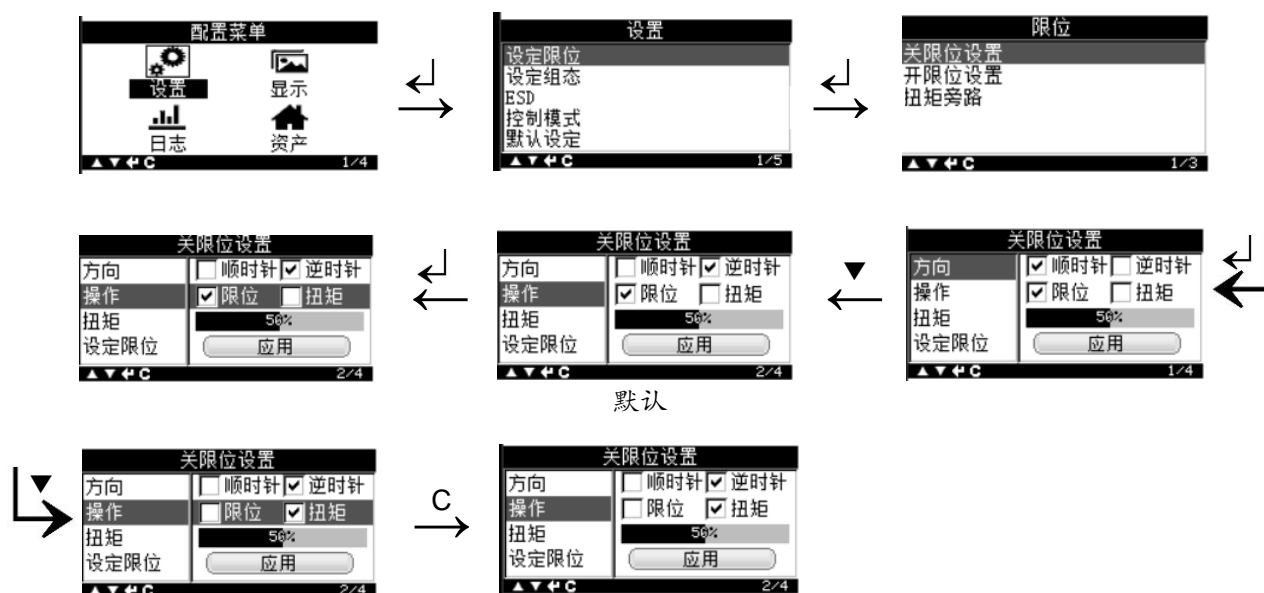 配置菜单
设置 显示
日志 资产
▲ ▼ ↵ C 1/4
设置
设定限位
设定组态
ESD
控制模式
默认设定
▲ ▼ ↵ C 1/5
限位
关限位设置
开限位设置
扭矩旁路
▲ ▼ ↵ C 1/3
关限位设置
方向 顺时针 逆时针
操作 限位 扭矩
扭矩 50%
设定限位 应用
▲ ▼ ↵ C 1/4
▼
关限位设置
方向 顺时针 逆时针
操作 限位 扭矩
扭矩 50%
设定限位 应用
▲ ▼ ↵ C 2/4
默认
关限位设置
方向 顺时针 逆时针
操作 限位 扭矩
扭矩 50%
设定限位 应用
▲ ▼ ↵ C 2/4
▼
关限位设置
方向 顺时针 逆时针
操作 限位 扭矩
扭矩 50%
设定限位 应用
▲ ▼ ↵ C 2/4
C
关限位设置
方向 顺时针 逆时针
操作 限位 扭矩
扭矩 50%
设定限位 应用
▲ ▼ ↵ C 2/4